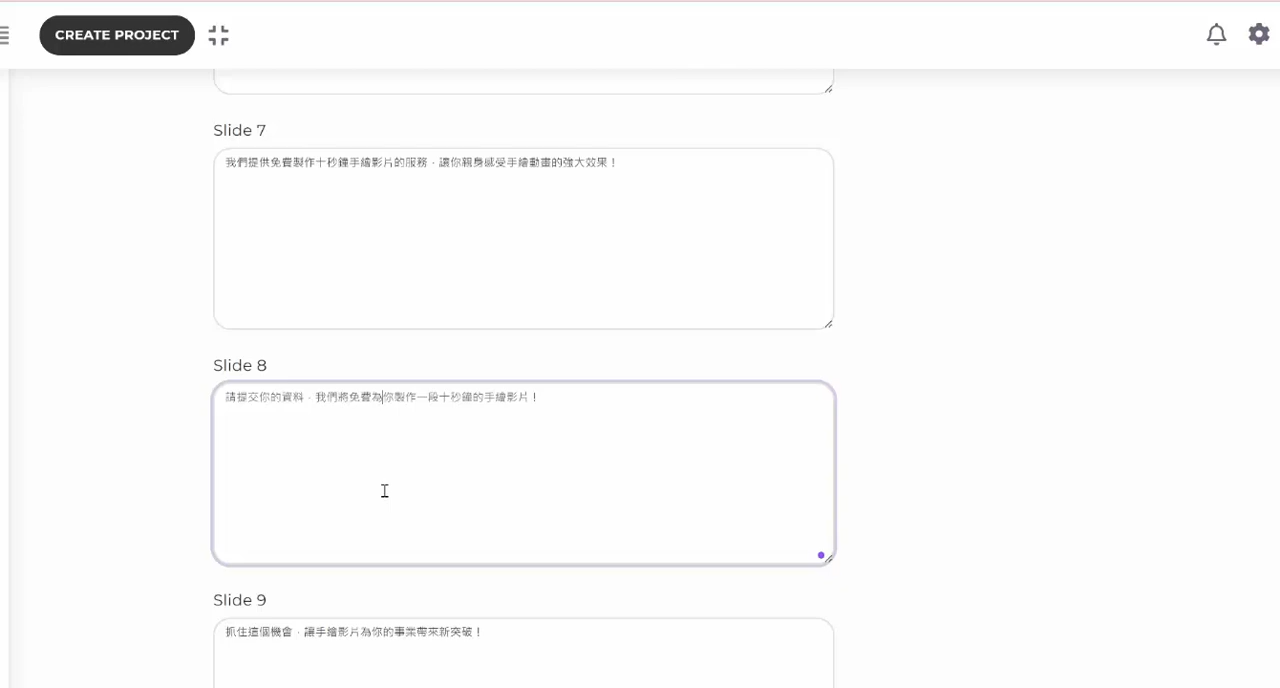 CREATE PROJECT
Slide 7
我們提供免費製作十秒鐘手繪影片的服務，讓你親身感受手繪動畫的強大效果！
Slide 8
請提交你的資料，我們將免費為你製作一段十秒鐘的手繪影片！
Slide 9
抓住這個機會，讓手繪影片為你的事業帶來新突破！